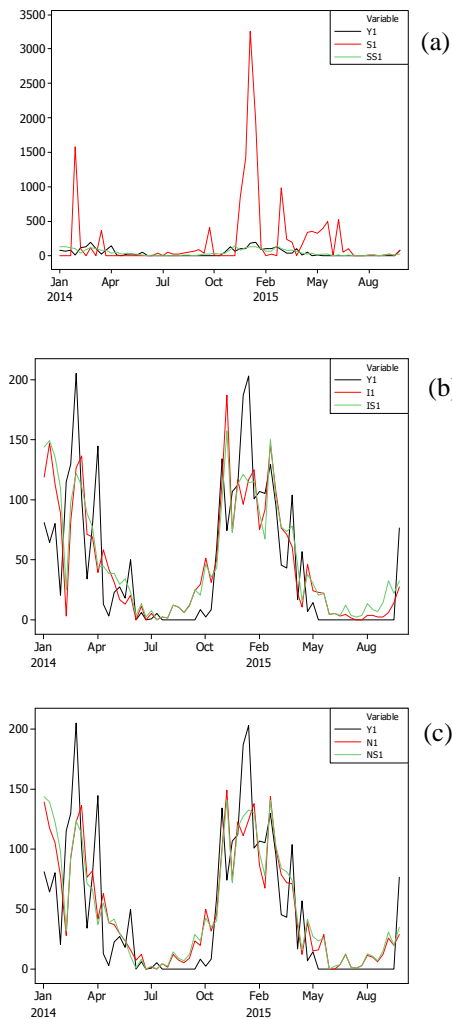 (a)
Variable
Y1
S1
SS1
3500
3000
2500
2000
1500
1000
500
0
Jan Apr Jul Oct Feb May Aug
2014 2015
(b)
Variable
Y1
I1
IS1
200
150
100
50
0
Jan Apr Jul Oct Feb May Aug
2014 2015
(c)
Variable
Y1
N1
NS1
200
150
100
50
0
Jan Apr Jul Oct Feb May Aug
2014 2015